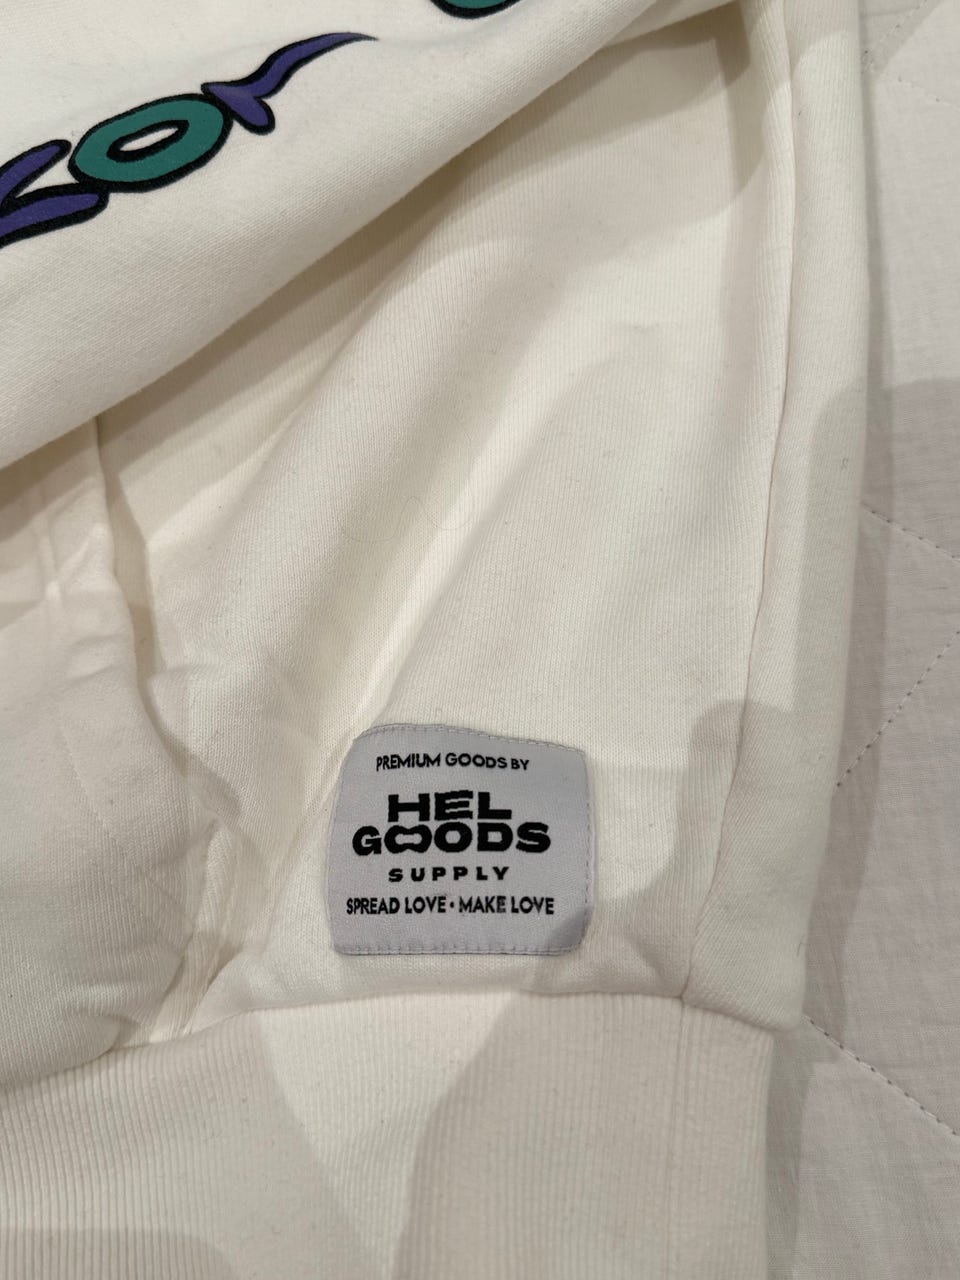 PREMIUM GOODS BY
HEL
GOODS
SUPPLY
SPREAD LOVE • MAKE LOVE